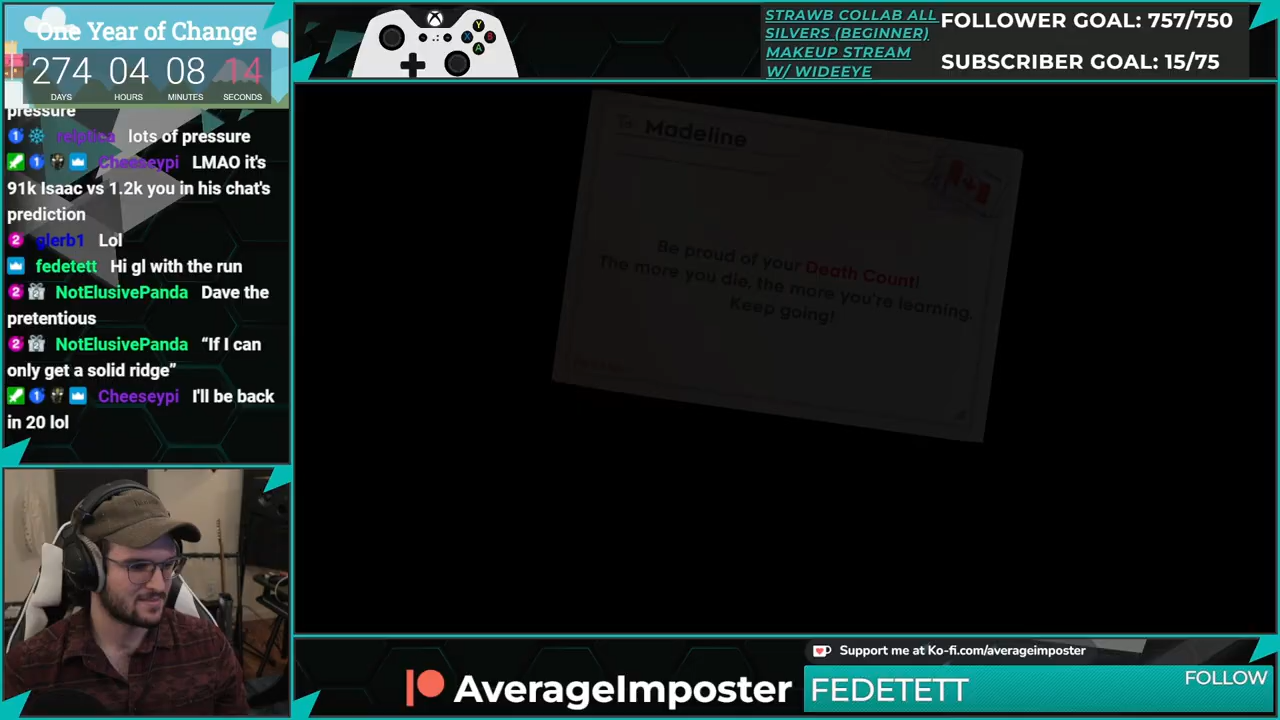 One Year of Change
274 04 08 14
DAYS HOURS MINUTES SECONDS
pressure
relptica lots of pressure
Cheeseypi LMAO it's
91k Isaac vs 1.2k you in his chat's
prediction
glerb1 Lol
fedetett Hi gl with the run
NotElusivePanda Dave the
pretentious
NotElusivePanda “If I can
only get a solid ridge”
Cheeseypi I'll be back
in 20 lol
Y
X B
A
STRAWB COLLAB ALL
SILVERS (BEGINNER)
MAKEUP STREAM
W/ WIDEEYE
FOLLOWER GOAL: 757/750
SUBSCRIBER GOAL: 15/75
To: Madeline
Be proud of your Death Count!
The more you die, the more you're learning.
Keep going!
Support me at Ko-fi.com/averageimposter
AverageImposter
FEDETETT
FOLLOW